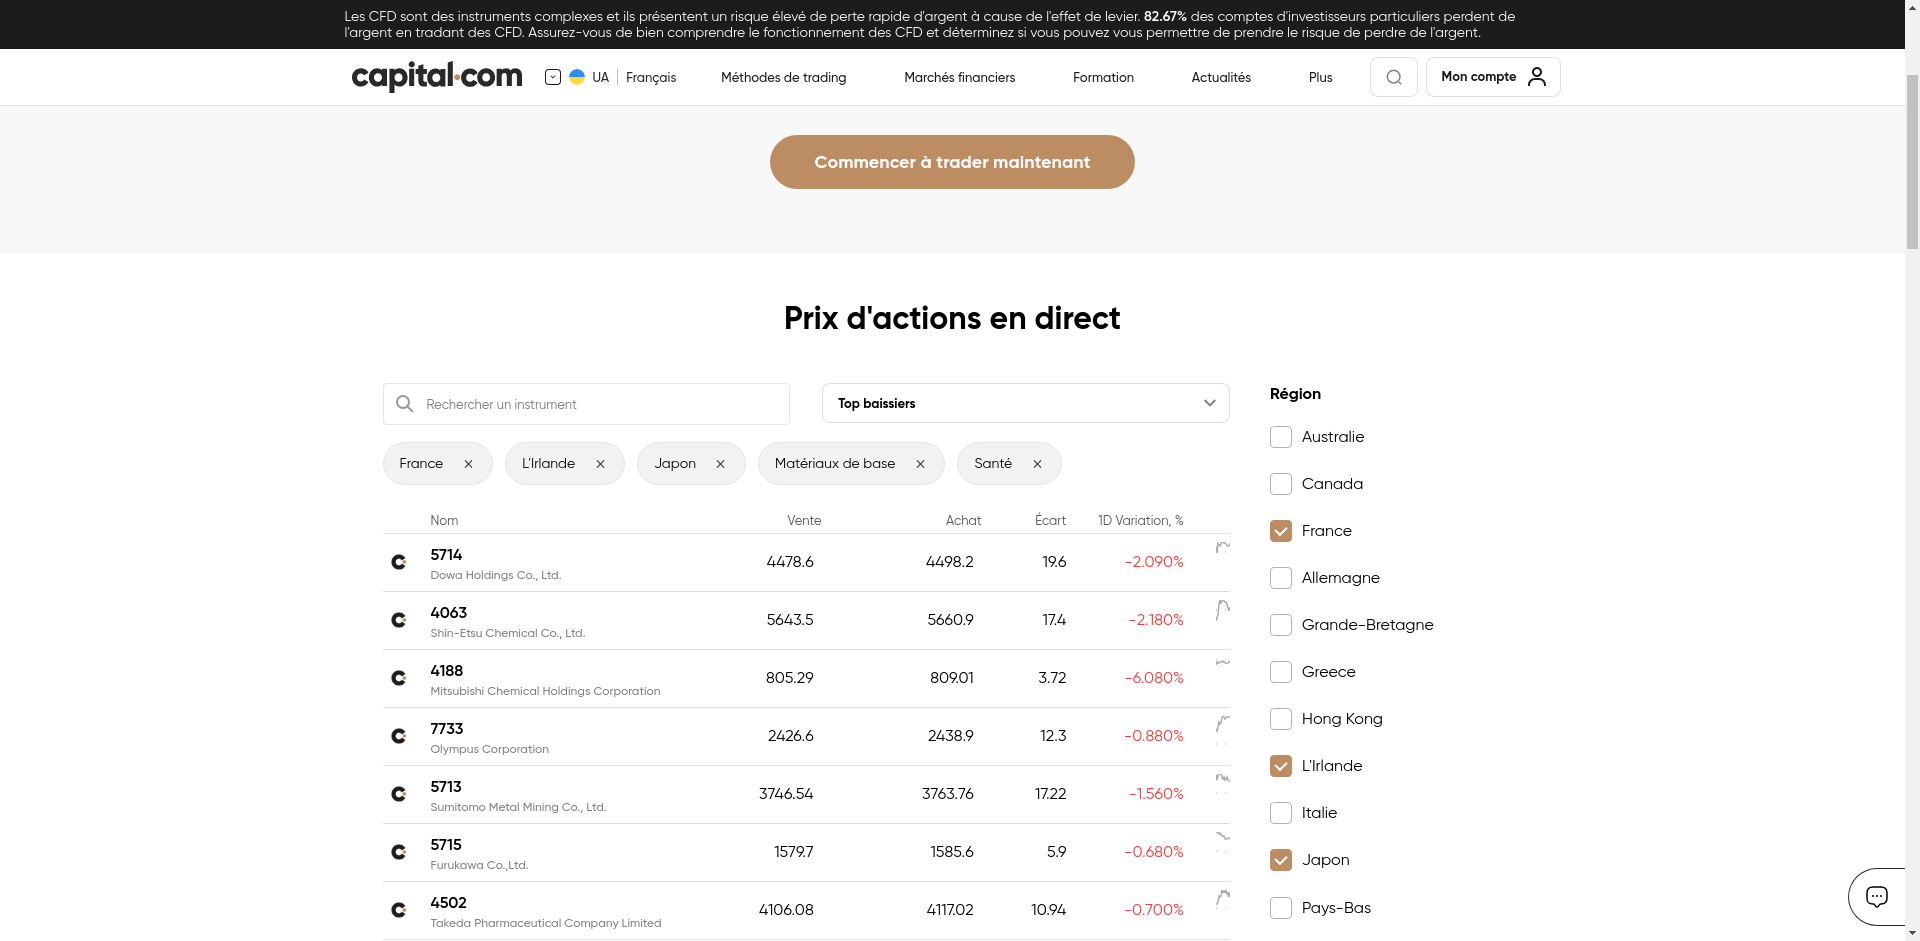 Les CFD sont des instruments complexes et ils présentent un risque élevé de perte rapide d'argent à cause de l'effet de levier. 82.67% des comptes d'investisseurs particuliers perdent de
l'argent en tradant des CFD. Assurez-vous de bien comprendre le fonctionnement des CFD et déterminez si vous pouvez vous permettre de prendre le risque de perdre de l'argent.
capital.com UA Français Méthodes de trading Marchés financiers Formation Actualités Plus Mon compte
Commencer à trader maintenant
Prix d'actions en direct
Rechercher un instrument
Top baissiers
France
L'Irlande
Japon
Matériaux de base
Santé
Nom Vente Achat Écart 1D Variation, %
5714 4478.6 4498.2 19.6 -2.090%
Dowa Holdings Co., Ltd.
4063 5643.5 5660.9 17.4 -2.180%
Shin-Etsu Chemical Co., Ltd.
4188 805.29 809.01 3.72 -6.080%
Mitsubishi Chemical Holdings Corporation
7733 2426.6 2438.9 12.3 -0.880%
Olympus Corporation
5713 3746.54 3763.76 17.22 -1.560%
Sumitomo Metal Mining Co., Ltd.
5715 1579.7 1585.6 5.9 -0.680%
Furukawa Co.,Ltd.
4502 4106.08 4117.02 10.94 -0.700%
Takeda Pharmaceutical Company Limited
Région
Australie
Canada
France
Allemagne
Grande-Bretagne
Greece
Hong Kong
L'Irlande
Italie
Japon
Pays-Bas